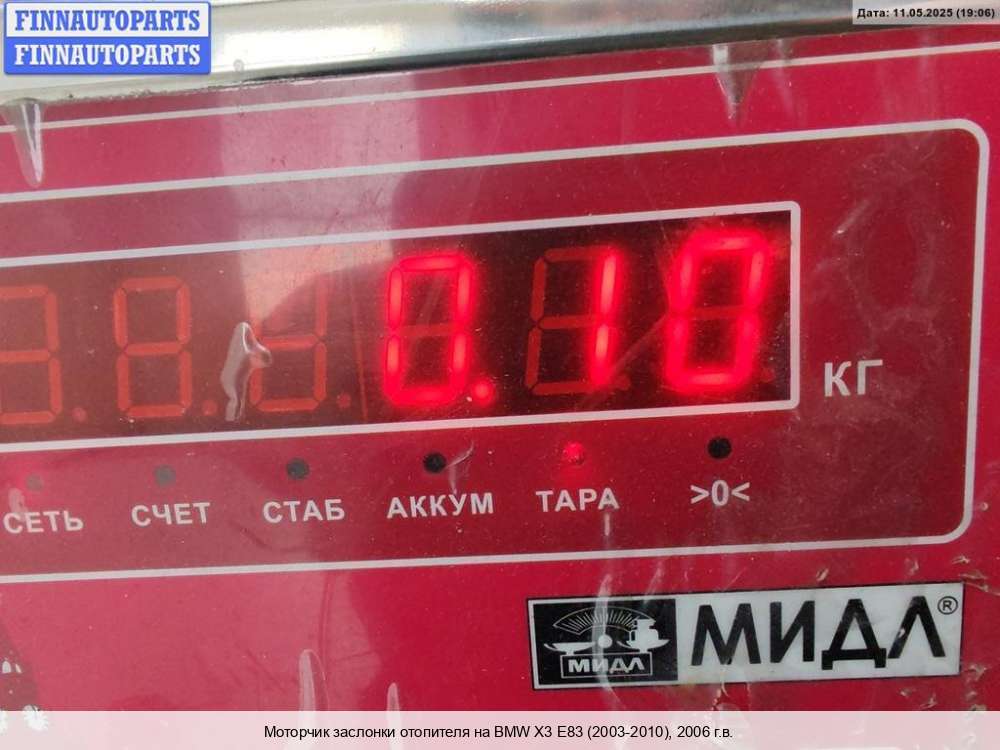 FINNAUTOPARTS
FINNAUTOPARTS
Дата: 11.05.2025 (19:06)
0.10
КГ
СЕТЬ СЧЕТ СТАБ АККУМ ТАРА >0<
МИДЛ МИДЛ®
Моторчик заслонки отопителя на BMW X3 E83 (2003-2010), 2006 г.в.